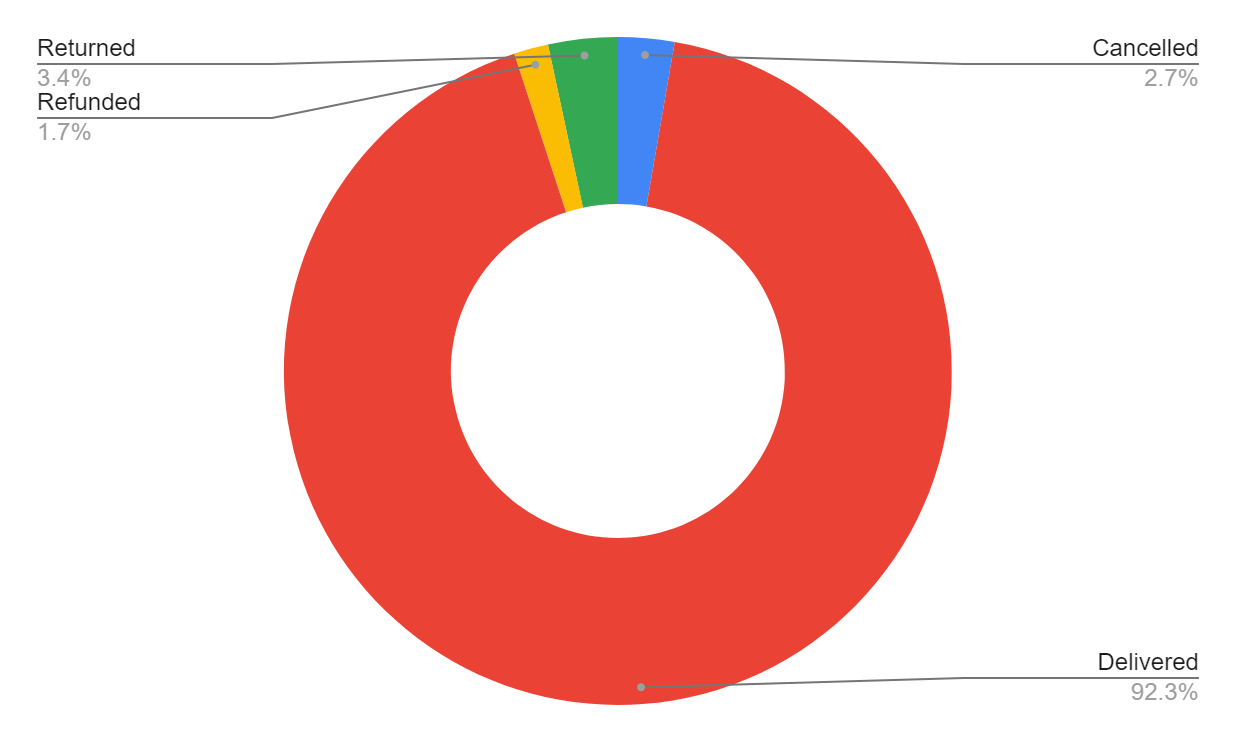 Returned
3.4%
Refunded
1.7%
Cancelled
2.7%
Delivered
92.3%